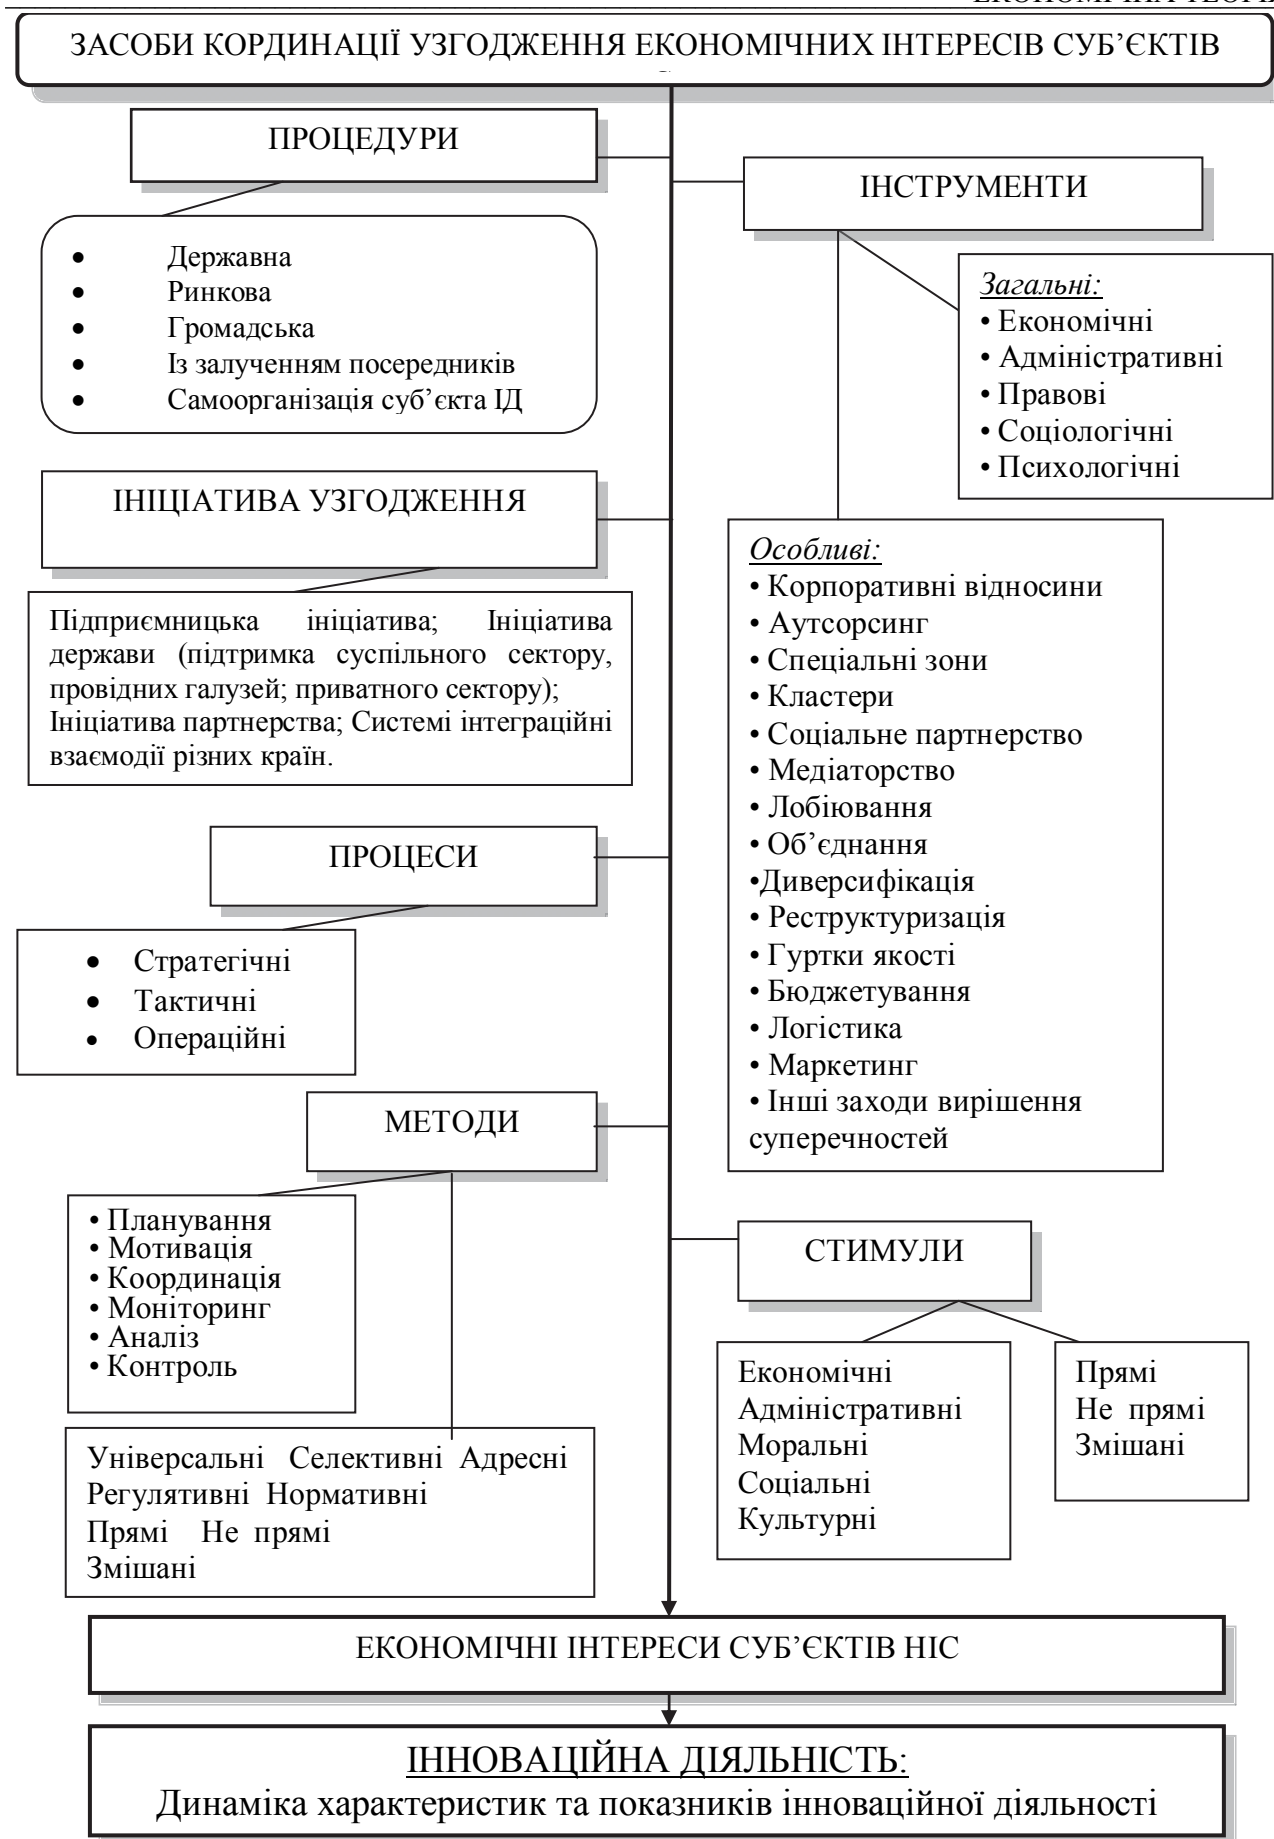 ЗАСОБИ КОРДИНАЦІЇ УЗГОДЖЕННЯ ЕКОНОМІЧНИХ ІНТЕРЕСІВ СУБ’ЄКТІВ
ПРОЦЕДУРИ
• Державна
• Ринкова
• Громадська
• Із залученням посередників
• Самоорганізація суб’єкта ІД
ІНСТРУМЕНТИ
Загальні:
• Економічні
• Адміністративні
• Правові
• Соціологічні
• Психологічні
ІНІЦІАТИВА УЗГОДЖЕННЯ
Підприємницька ініціатива; Ініціатива
держави (підтримка суспільного сектору,
провідних галузей; приватного сектору);
Ініціатива партнерства; Системі інтеграційні
взаємодії різних країн.
Особливі:
• Корпоративні відносини
• Аутсорсинг
• Спеціальні зони
• Кластери
• Соціальне партнерство
• Медіаторство
• Лобіювання
• Об’єднання
•Диверсифікація
• Реструктуризація
• Гуртки якості
• Бюджетування
• Логістика
• Маркетинг
• Інші заходи вирішення
суперечностей
ПРОЦЕСИ
• Стратегічні
• Тактичні
• Операційні
МЕТОДИ
• Планування
• Мотивація
• Координація
• Моніторинг
• Аналіз
• Контроль
Універсальні Селективні Адресні
Регулятивні Нормативні
Прямі Не прямі
Змішані
СТИМУЛИ
Економічні
Адміністративні
Моральні
Соціальні
Культурні
Прямі
Не прямі
Змішані
ЕКОНОМІЧНІ ІНТЕРЕСИ СУБ’ЄКТІВ НІС
ІННОВАЦІЙНА ДІЯЛЬНІСТЬ:
Динаміка характеристик та показників інноваційної діяльності